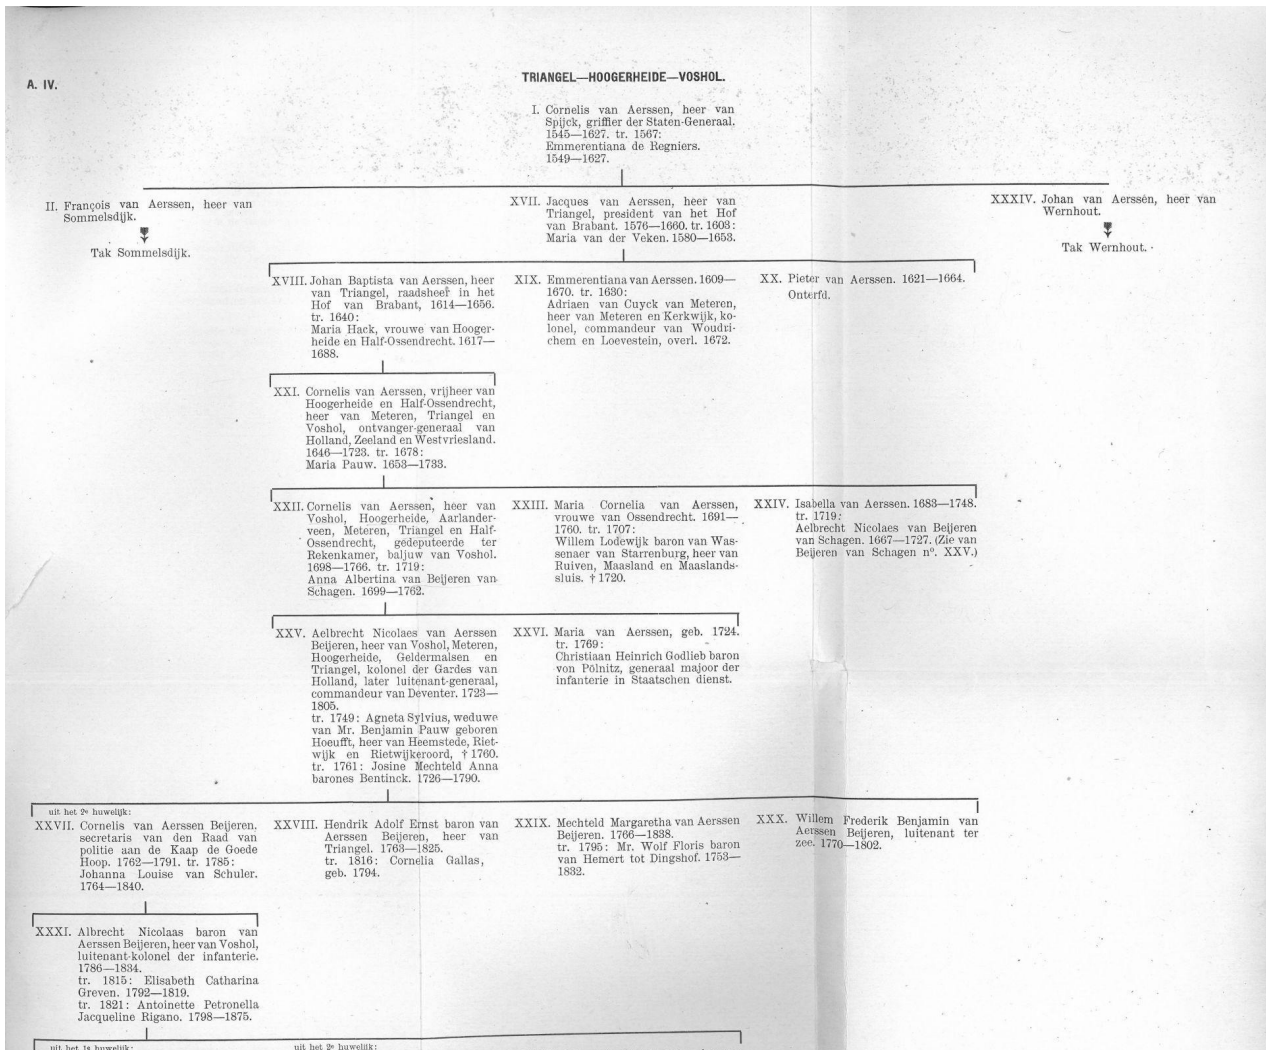 A. IV.
TRIANGEL—HOOGERHEIDE—VOSHOL.
I. Cornelis van Aerssen, heer van
Spijck, griffier der Staten-Generaal.
1545—1627. tr. 1567:
Emmerentiana de Regniers.
1549—1627.
II. François van Aerssen, heer van
Sommelsdijk.
Tak Sommelsdijk.
XVII. Jacques van Aerssen, heer van
Triangel, president van het Hof
van Brabant. 1576—1660. tr. 1603:
Maria van der Veken. 1580—1653.
XXXIV. Johan van Aerssen, heer van
Wernhout.
Tak Wernhout.
XVIII. Johan Baptista van Aerssen, heer
van Triangel, raadsheer in het
Hof van Brabant, 1614—1656.
tr. 1640:
Maria Hack, vrouwe van Hooger-
heide en Half-Ossendrecht. 1617—
1688.
XIX. Emmerentiana van Aerssen. 1609—
1670. tr. 1630:
Adriaen van Cuyck van Meteren,
heer van Meteren en Kerkwijk, ko-
lonel, commandeur van Woudri-
chem en Loevestein, overl. 1672.
XX. Pieter van Aerssen. 1621—1664.
Onterfd.
XXI. Cornelis van Aerssen, vrijheer van
Hoogerheide en Half-Ossendrecht,
heer van Meteren, Triangel en
Voshol, ontvanger-generaal van
Holland, Zeeland en Westvriesland.
1646—1723. tr. 1678:
Maria Pauw. 1653—1733.
XXII. Cornelis van Aerssen, heer van
Voshol, Hoogerheide, Aarlander-
veen, Meteren, Triangel en Half-
Ossendrecht, gedeputeerde ter
Rekenkamer, baljuw van Voshol.
1698—1766. tr. 1719:
Anna Albertina van Beijeren van
Schagen. 1699—1762.
XXIII. Maria Cornelia van Aerssen,
vrouwe van Ossendrecht. 1691—
1760. tr. 1707:
Willem Lodewijk baron van Was-
senaer van Starrenburg, heer van
Ruiven, Maasland en Maaslands-
sluis. † 1720.
XXIV. Isabella van Aerssen. 1683—1748.
tr. 1719:
Aelbrecht Nicolaes van Beijeren
van Schagen. 1667—1727. (Zie van
Beijeren van Schagen nº. XXV.)
XXV. Aelbrecht Nicolaes van Aerssen
Beijeren, heer van Voshol, Meteren,
Hoogerheide, Geldermalsen en
Triangel, kolonel der Gardes van
Holland, later luitenant-generaal,
commandeur van Deventer. 1723—
1805.
tr. 1749: Agneta Sylvius, weduwe
van Mr. Benjamin Pauw geboren
Hoeufft, heer van Heemstede, Riet-
wijk en Rietwijkeroord, † 1760.
tr. 1761: Josine Mechteld Anna
barones Bentinck. 1726—1790.
XXVI. Maria van Aerssen, geb. 1724.
tr. 1769:
Christiaan Heinrich Godlieb baron
von Pölnitz, generaal majoor der
infanterie in Staatschen dienst.
uit het 2e huwelijk:
XXVII. Cornelis van Aerssen Beijeren,
secretaris van den Raad van
politie aan de Kaap de Goede
Hoop. 1762—1791. tr. 1785:
Johanna Louise van Schuler.
1764—1840.
XXVIII. Hendrik Adolf Ernst baron van
Aerssen Beijeren, heer van
Triangel. 1763—1825.
tr. 1816: Cornelia Gallas,
geb. 1794.
XXIX. Mechteld Margaretha van Aerssen
Beijeren. 1766—1838.
tr. 1795: Mr. Wolf Floris baron
van Hemert tot Dingshof. 1753—
1832.
XXX. Willem Frederik Benjamin van
Aerssen Beijeren, luitenant ter
zee. 1770—1802.
XXXI. Albrecht Nicolaas baron van
Aerssen Beijeren, heer van Voshol,
luitenant-kolonel der infanterie.
1786—1834.
tr. 1815: Elisabeth Catharina
Greven. 1792—1819.
tr. 1821: Antoinette Petronella
Jacqueline Rigano. 1798—1875.
uit het 1e huwelijk:
uit het 2e huwelijk: